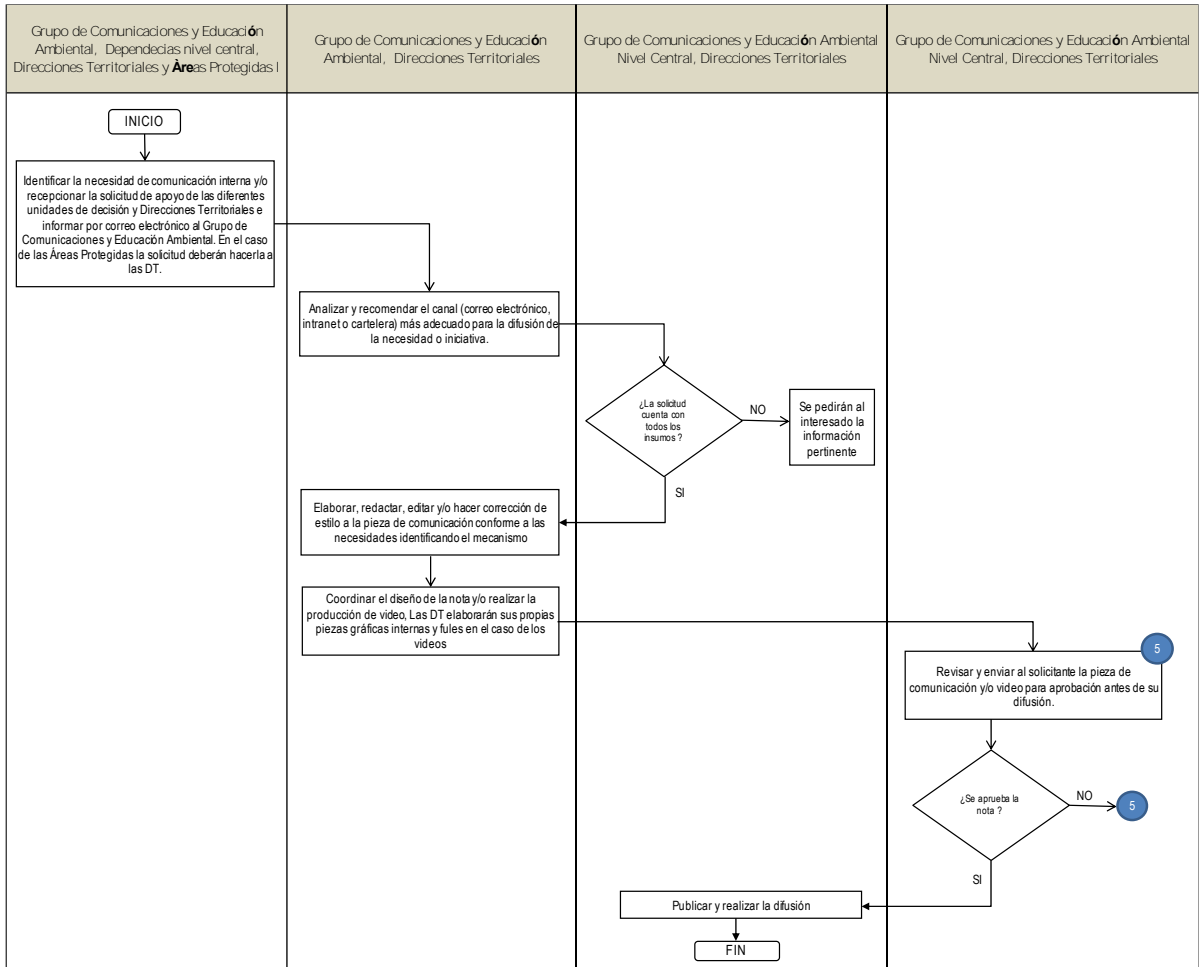 Grupo de Comunicaciones y Educación
Ambiental, Dependecias nivel central,
Direcciones Territoriales y Àreas Protegidas l
Grupo de Comunicaciones y Educación
Ambiental, Direcciones Territoriales
Grupo de Comunicaciones y Educación Ambiental
Nivel Central, Direcciones Territoriales
Grupo de Comunicaciones y Educación Ambiental
Nivel Central, Direcciones Territoriales
INICIO
Identificar la necesidad de comunicación interna y/o
recepcionar la solicitud de apoyo de las diferentes
unidades de decisión y Direcciones Territoriales e
informar por correo electrónico al Grupo de
Comunicaciones y Educación Ambiental. En el caso
de las Áreas Protegidas la solicitud deberán hacerla a
las DT.
Analizar y recomendar el canal (correo electrónico,
intranet o cartelera) más adecuado para la difusión de
la necesidad o iniciativa.
¿La solicitud
cuenta con
todos los
insumos ?
NO
Se pedirán al
interesado la
información
pertinente
SI
Elaborar, redactar, editar y/o hacer corrección de
estilo a la pieza de comunicación conforme a las
necesidades identificando el mecanismo
Coordinar el diseño de la nota y/o realizar la
producción de video, Las DT elaborarán sus propias
piezas gráficas internas y fules en el caso de los
videos
5
Revisar y enviar al solicitante la pieza de
comunicación y/o video para aprobación antes de su
difusión.
¿Se aprueba la
nota ?
NO
5
SI
Publicar y realizar la difusión
FIN